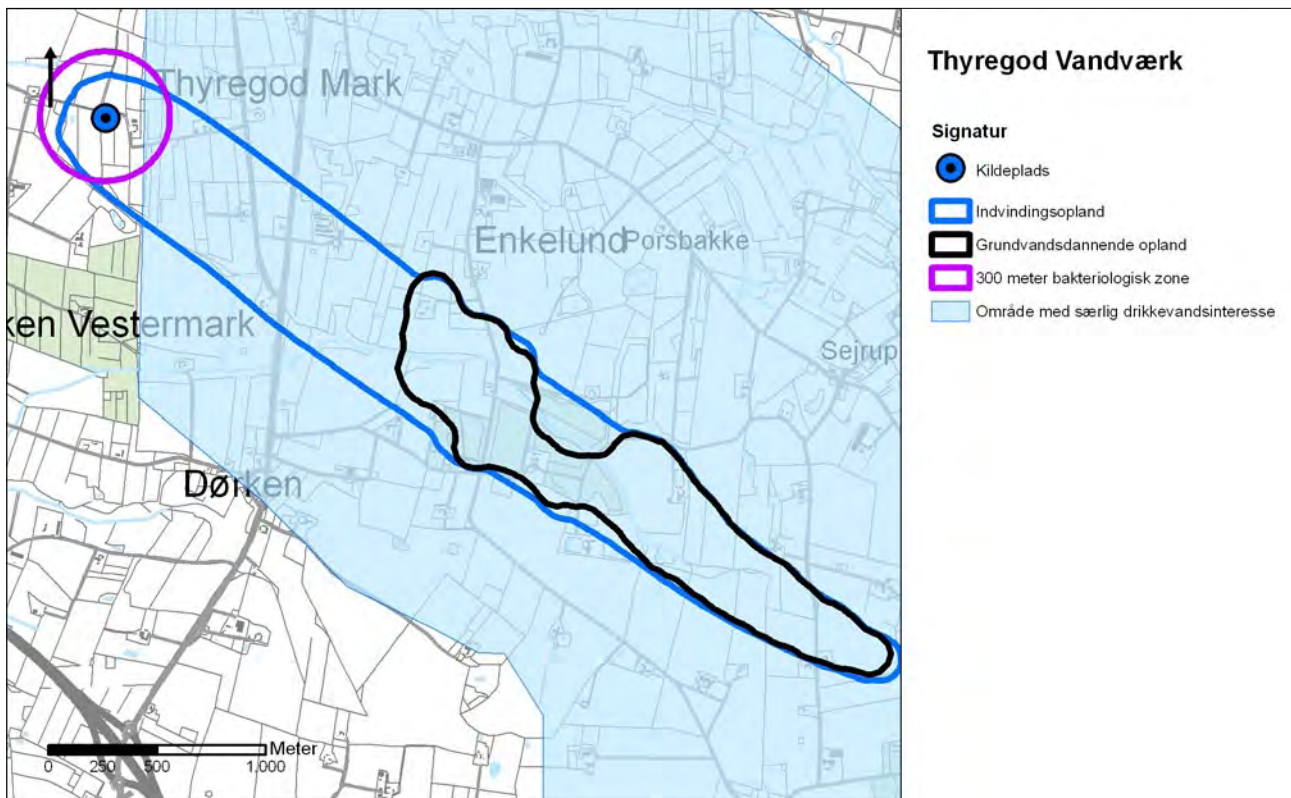 Thyregod Mark
Enkelund
Porsbakke
ken Vestermark
Sejrup
Dørken
Meter
0 250 500 1.000
Thyregod Vandværk
Signatur
Kildeplads
Indvindingsopland
Grundvandsdannende opland
300 meter bakteriologisk zone
Område med særlig drikkevandsinteresse